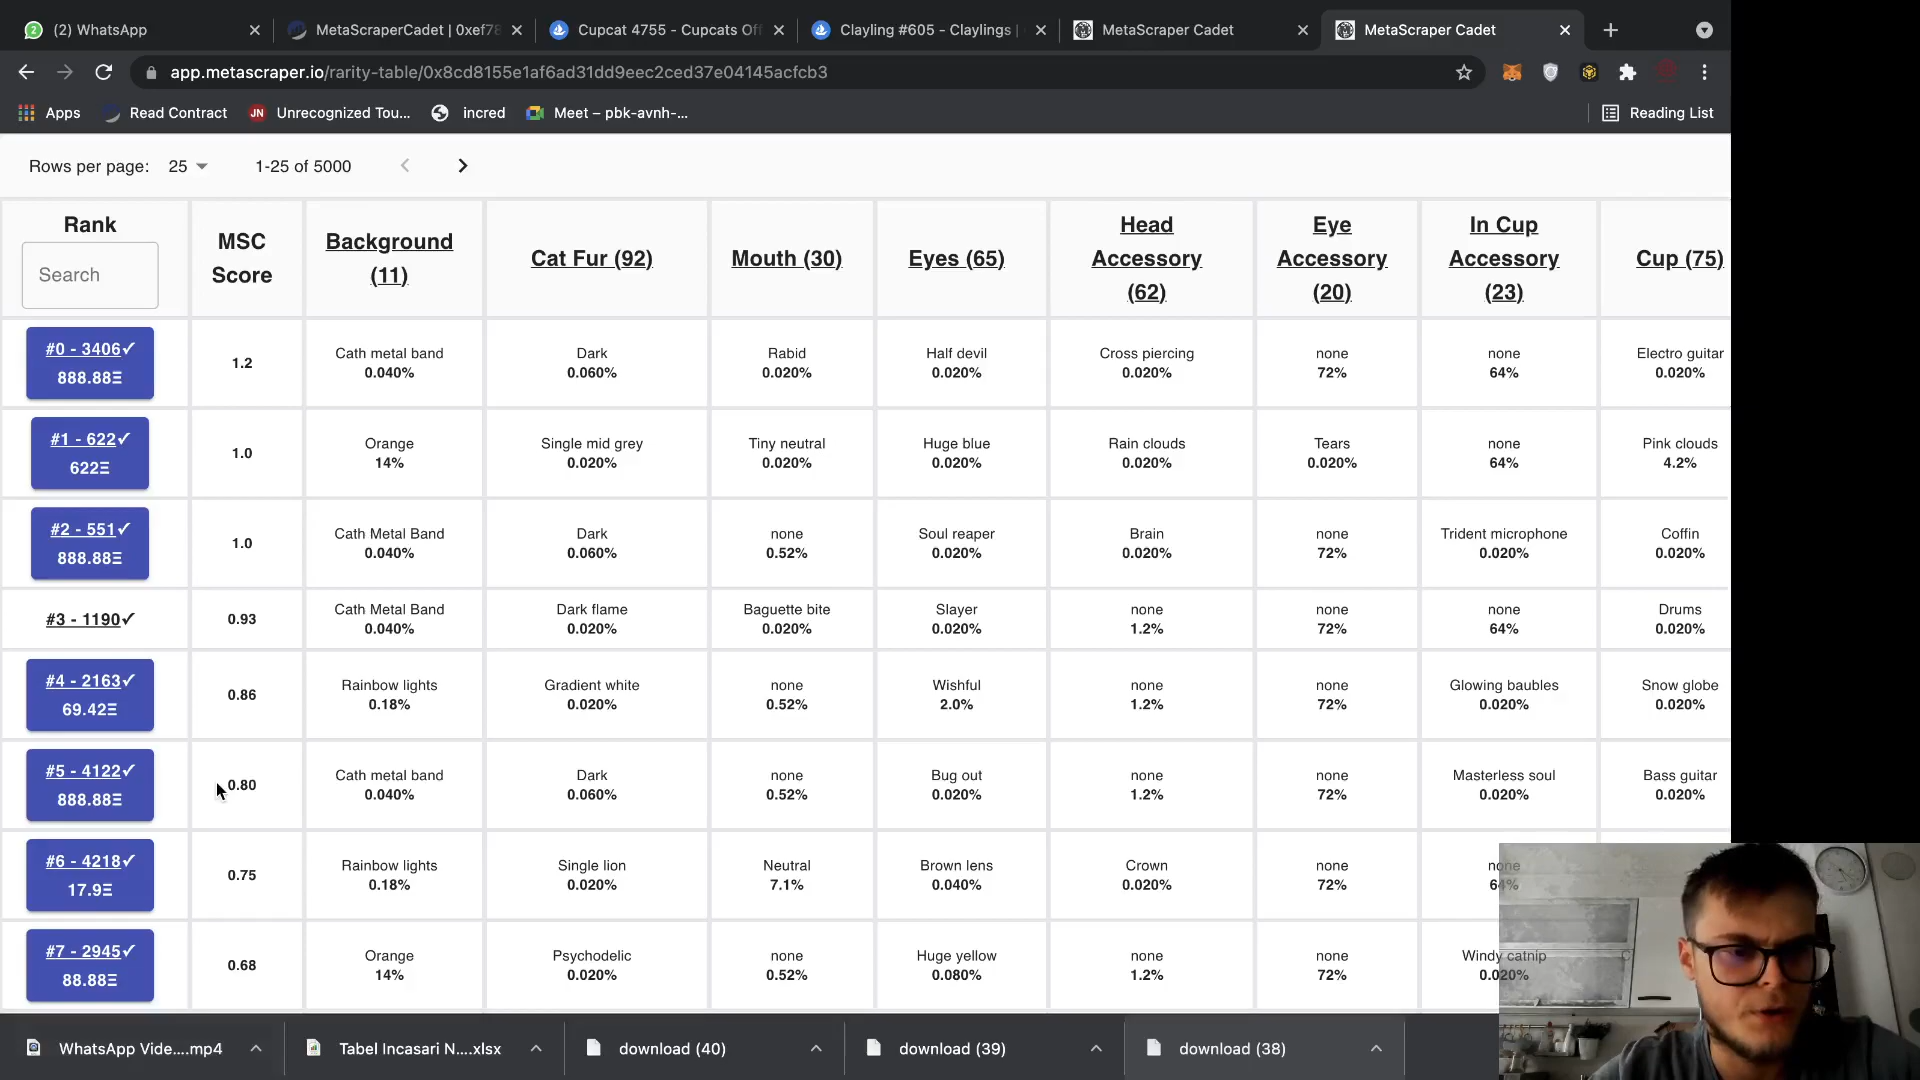 (2) WhatsApp
MetaScraperCadet | 0xef78
Cupcat 4755 - Cupcats Off
Clayling #605 - Claylings |
MetaScraper Cadet
MetaScraper Cadet
app.metascraper.io/rarity-table/0x8cd8155e1af6ad31dd9eec2ced37e04145acfcb3
Apps
Read Contract
JN
Unrecognized Tou...
incred
Meet – pbk-avnh-...
Reading List
Rows per page: 25
1-25 of 5000
Rank
Search
MSC
Score
Background
(11)
Cat Fur (92)
Mouth (30)
Eyes (65)
Head
Accessory
(62)
Eye
Accessory
(20)
In Cup
Accessory
(23)
Cup (75)
#0 - 3406✓
888.88Ξ
1.2
Cath metal band
0.040%
Dark
0.060%
Rabid
0.020%
Half devil
0.020%
Cross piercing
0.020%
none
72%
none
64%
Electro guitar
0.020%
#1 - 622✓
622Ξ
1.0
Orange
14%
Single mid grey
0.020%
Tiny neutral
0.020%
Huge blue
0.020%
Rain clouds
0.020%
Tears
0.020%
none
64%
Pink clouds
4.2%
#2 - 551✓
888.88Ξ
1.0
Cath Metal Band
0.040%
Dark
0.060%
none
0.52%
Soul reaper
0.020%
Brain
0.020%
none
72%
Trident microphone
0.020%
Coffin
0.020%
#3 - 1190✓
0.93
Cath Metal Band
0.040%
Dark flame
0.020%
Baguette bite
0.020%
Slayer
0.020%
none
1.2%
none
72%
none
64%
Drums
0.020%
#4 - 2163✓
69.42Ξ
0.86
Rainbow lights
0.18%
Gradient white
0.020%
none
0.52%
Wishful
2.0%
none
1.2%
none
72%
Glowing baubles
0.020%
Snow globe
0.020%
#5 - 4122✓
888.88Ξ
0.80
Cath metal band
0.040%
Dark
0.060%
none
0.52%
Bug out
0.020%
none
1.2%
none
72%
Masterless soul
0.020%
Bass guitar
0.020%
#6 - 4218✓
17.9Ξ
0.75
Rainbow lights
0.18%
Single lion
0.020%
Neutral
7.1%
Brown lens
0.040%
Crown
0.020%
none
72%
none
64%
#7 - 2945✓
88.88Ξ
0.68
Orange
14%
Psychodelic
0.020%
none
0.52%
Huge yellow
0.080%
none
1.2%
none
72%
Windy catnip
0.020%
WhatsApp Vide....mp4
Tabel Incasari N....xlsx
download (40)
download (39)
download (38)